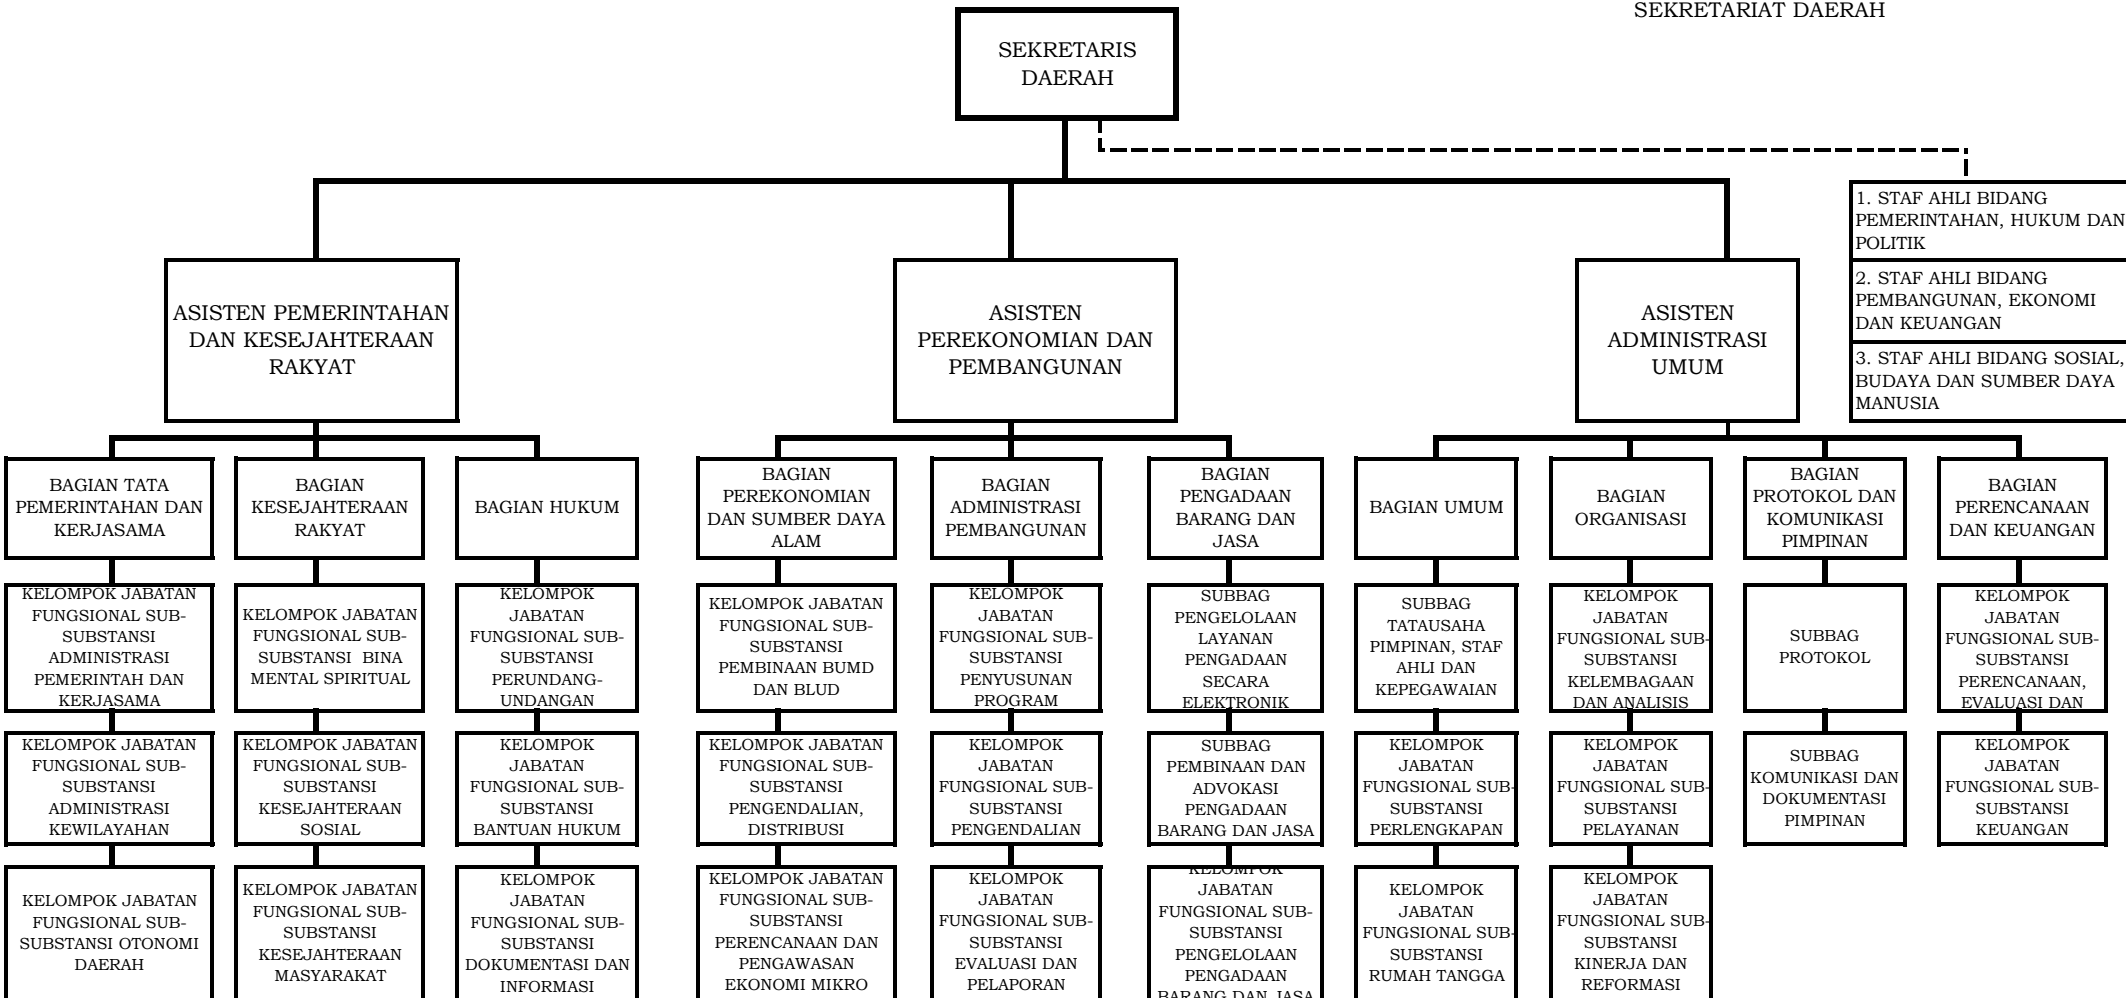 SEKRETARIAT DAERAH
SEKRETARIS
DAERAH
1. STAF AHLI BIDANG
PEMERINTAHAN, HUKUM DAN
POLITIK
2. STAF AHLI BIDANG
PEMBANGUNAN, EKONOMI
DAN KEUANGAN
3. STAF AHLI BIDANG SOSIAL,
BUDAYA DAN SUMBER DAYA
MANUSIA
ASISTEN PEMERINTAHAN
DAN KESEJAHTERAAN
RAKYAT
ASISTEN
PEREKONOMIAN DAN
PEMBANGUNAN
ASISTEN
ADMINISTRASI
UMUM
BAGIAN TATA
PEMERINTAHAN DAN
KERJASAMA
BAGIAN
KESEJAHTERAAN
RAKYAT
BAGIAN HUKUM
BAGIAN
PEREKONOMIAN
DAN SUMBER DAYA
ALAM
BAGIAN
ADMINISTRASI
PEMBANGUNAN
BAGIAN
PENGADAAN
BARANG DAN
JASA
BAGIAN UMUM
BAGIAN
ORGANISASI
BAGIAN
PROTOKOL DAN
KOMUNIKASI
PIMPINAN
BAGIAN
PERENCANAAN
DAN KEUANGAN
KELOMPOK JABATAN
FUNGSIONAL SUB-
SUBSTANSI
ADMINISTRASI
PEMERINTAH DAN
KERJASAMA
KELOMPOK JABATAN
FUNGSIONAL SUB-
SUBSTANSI BINA
MENTAL SPIRITUAL
KELOMPOK
JABATAN
FUNGSIONAL SUB-
SUBSTANSI
PERUNDANG-
UNDANGAN
KELOMPOK JABATAN
FUNGSIONAL SUB-
SUBSTANSI
PEMBINAAN BUMD
DAN BLUD
KELOMPOK
JABATAN
FUNGSIONAL SUB-
SUBSTANSI
PENYUSUNAN
PROGRAM
SUBBAG
PENGELOLAAN
LAYANAN
PENGADAAN
SECARA
ELEKTRONIK
SUBBAG
TATAUSAHA
PIMPINAN, STAF
AHLI DAN
KEPEGAWAIAN
KELOMPOK
JABATAN
FUNGSIONAL SUB-
SUBSTANSI
KELEMBAGAAN
DAN ANALISIS
SUBBAG
PROTOKOL
KELOMPOK
JABATAN
FUNGSIONAL SUB-
SUBSTANSI
PERENCANAAN,
EVALUASI DAN
KELOMPOK JABATAN
FUNGSIONAL SUB-
SUBSTANSI
ADMINISTRASI
KEWILAYAHAN
KELOMPOK JABATAN
FUNGSIONAL SUB-
SUBSTANSI
KESEJAHTERAAN
SOSIAL
KELOMPOK
JABATAN
FUNGSIONAL SUB-
SUBSTANSI
BANTUAN HUKUM
KELOMPOK JABATAN
FUNGSIONAL SUB-
SUBSTANSI
PENGENDALIAN,
DISTRIBUSI
KELOMPOK
JABATAN
FUNGSIONAL SUB-
SUBSTANSI
PENGENDALIAN
SUBBAG
PEMBINAAN DAN
ADVOKASI
PENGADAAN
BARANG DAN JASA
KELOMPOK
JABATAN
FUNGSIONAL SUB-
SUBSTANSI
PERLENGKAPAN
KELOMPOK
JABATAN
FUNGSIONAL SUB-
SUBSTANSI
PELAYANAN
SUBBAG
KOMUNIKASI DAN
DOKUMENTASI
PIMPINAN
KELOMPOK
JABATAN
FUNGSIONAL SUB-
SUBSTANSI
KEUANGAN
KELOMPOK JABATAN
FUNGSIONAL SUB-
SUBSTANSI OTONOMI
DAERAH
KELOMPOK JABATAN
FUNGSIONAL SUB-
SUBSTANSI
KESEJAHTERAAN
MASYARAKAT
KELOMPOK
JABATAN
FUNGSIONAL SUB-
SUBSTANSI
DOKUMENTASI DAN
INFORMASI
KELOMPOK JABATAN
FUNGSIONAL SUB-
SUBSTANSI
PERENCANAAN DAN
PENGAWASAN
EKONOMI MIKRO
KELOMPOK
JABATAN
FUNGSIONAL SUB-
SUBSTANSI
EVALUASI DAN
PELAPORAN
KELOMPOK
JABATAN
FUNGSIONAL SUB-
SUBSTANSI
PENGELOLAAN
PENGADAAN
BARANG DAN JASA
KELOMPOK
JABATAN
FUNGSIONAL SUB-
SUBSTANSI
RUMAH TANGGA
KELOMPOK
JABATAN
FUNGSIONAL SUB-
SUBSTANSI
KINERJA DAN
REFORMASI